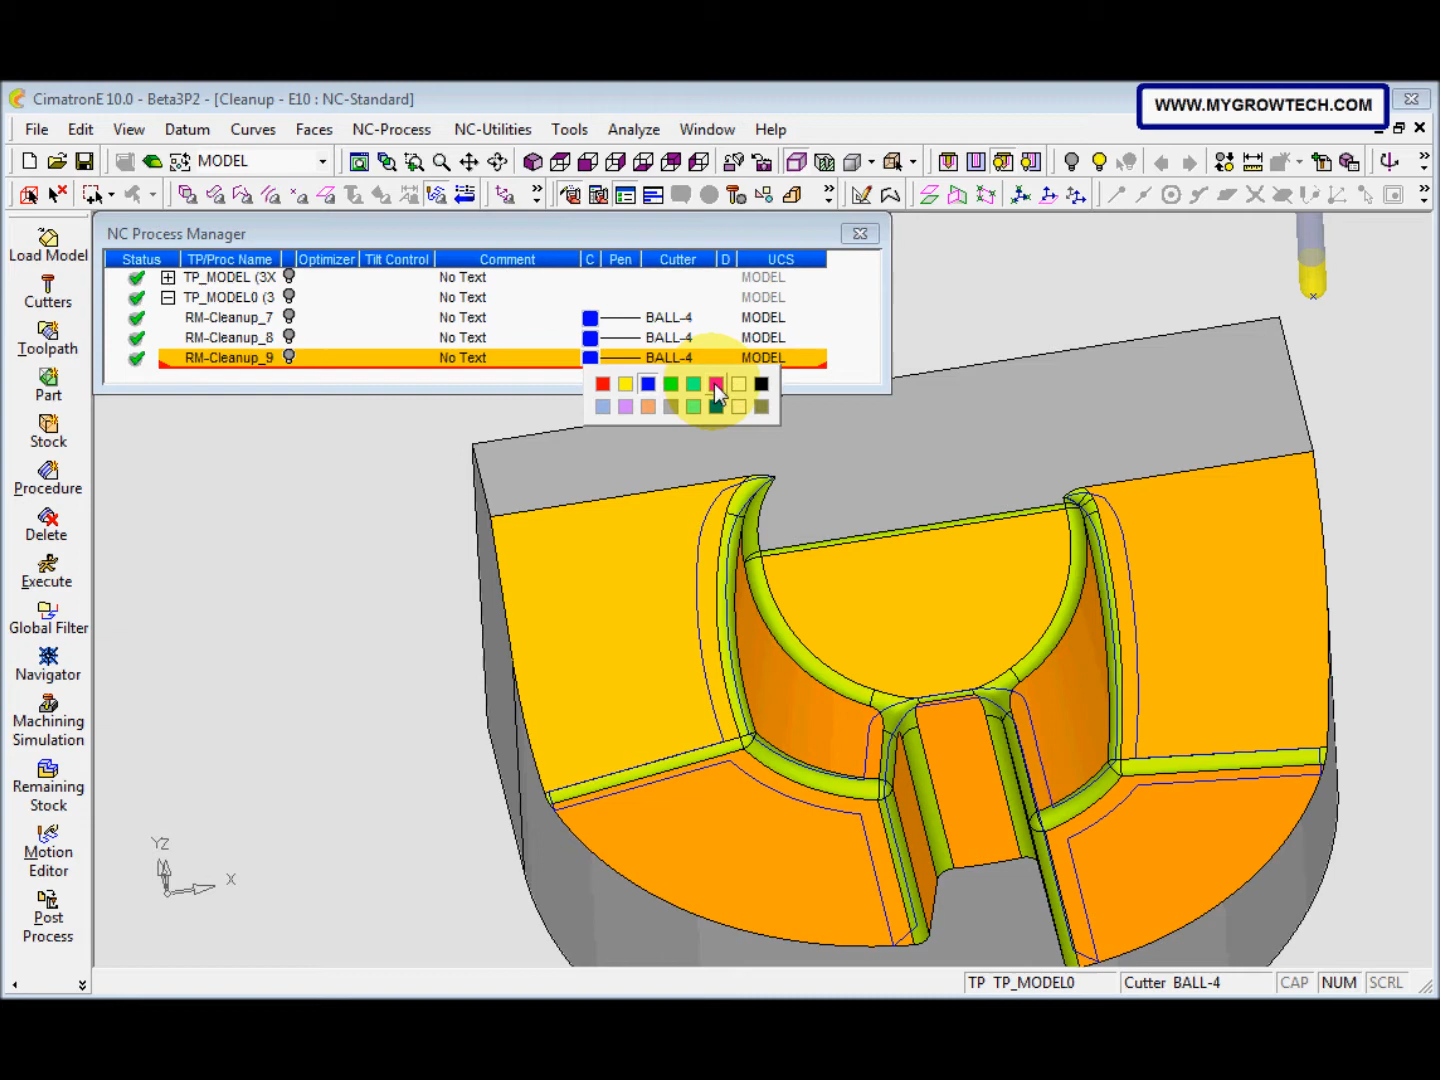 CimatronE 10.0 - Beta3P2 - [Cleanup - E10 : NC-Standard]
WWW.MYGROWTECH.COM
File Edit View Datum Curves Faces NC-Process NC-Utilities Tools Analyze Window Help
MODEL
NC Process Manager
Status TP/Proc Name Optimizer Tilt Control Comment C Pen Cutter D UCS
TP_MODEL (3X No Text MODEL
TP_MODEL0 (3 No Text MODEL
RM-Cleanup_7 No Text BALL-4 MODEL
RM-Cleanup_8 No Text BALL-4 MODEL
RM-Cleanup_9 No Text BALL-4 MODEL
Load Model
Cutters
Toolpath
Part
Stock
Procedure
Delete
Execute
Global Filter
Navigator
Machining
Simulation
Remaining
Stock
Motion
Editor
Post
Process
YZ
X
TP TP_MODEL0 Cutter BALL-4 CAP NUM SCRL